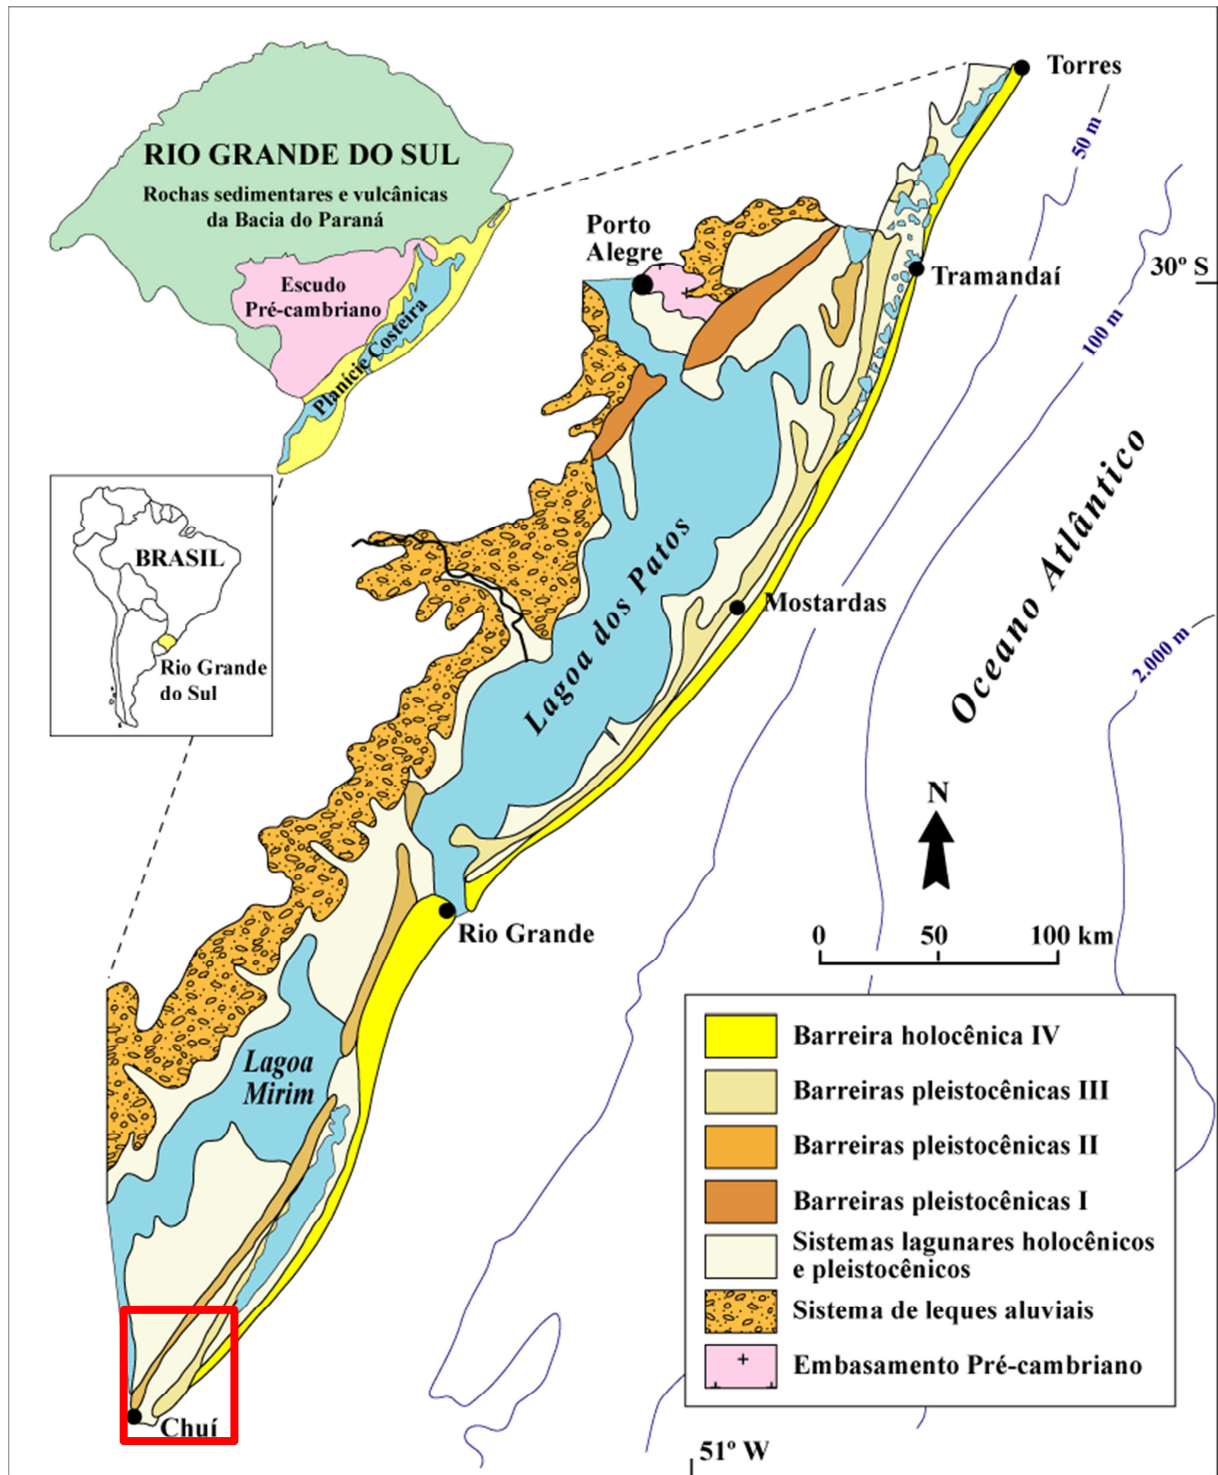 RIO GRANDE DO SUL
Rochas sedimentares e vulcânicas
da Bacia do Paraná
Escudo
Pré-cambriano
Planície Costeira
BRASIL
Rio Grande
do Sul
Torres
50 m
Porto
Alegre
Tramandaí
30º S
100 m
Oceano Atlântico
Lagoa dos Patos
Mostardas
2.000 m
N
Rio Grande
0 50 100 km
Lagoa
Mirim
Chuí
Barreira holocênica IV
Barreiras pleistocênicas III
Barreiras pleistocênicas II
Barreiras pleistocênicas I
Sistemas lagunares holocênicos
e pleistocênicos
Sistema de leques aluviais
Embasamento Pré-cambriano
51º W